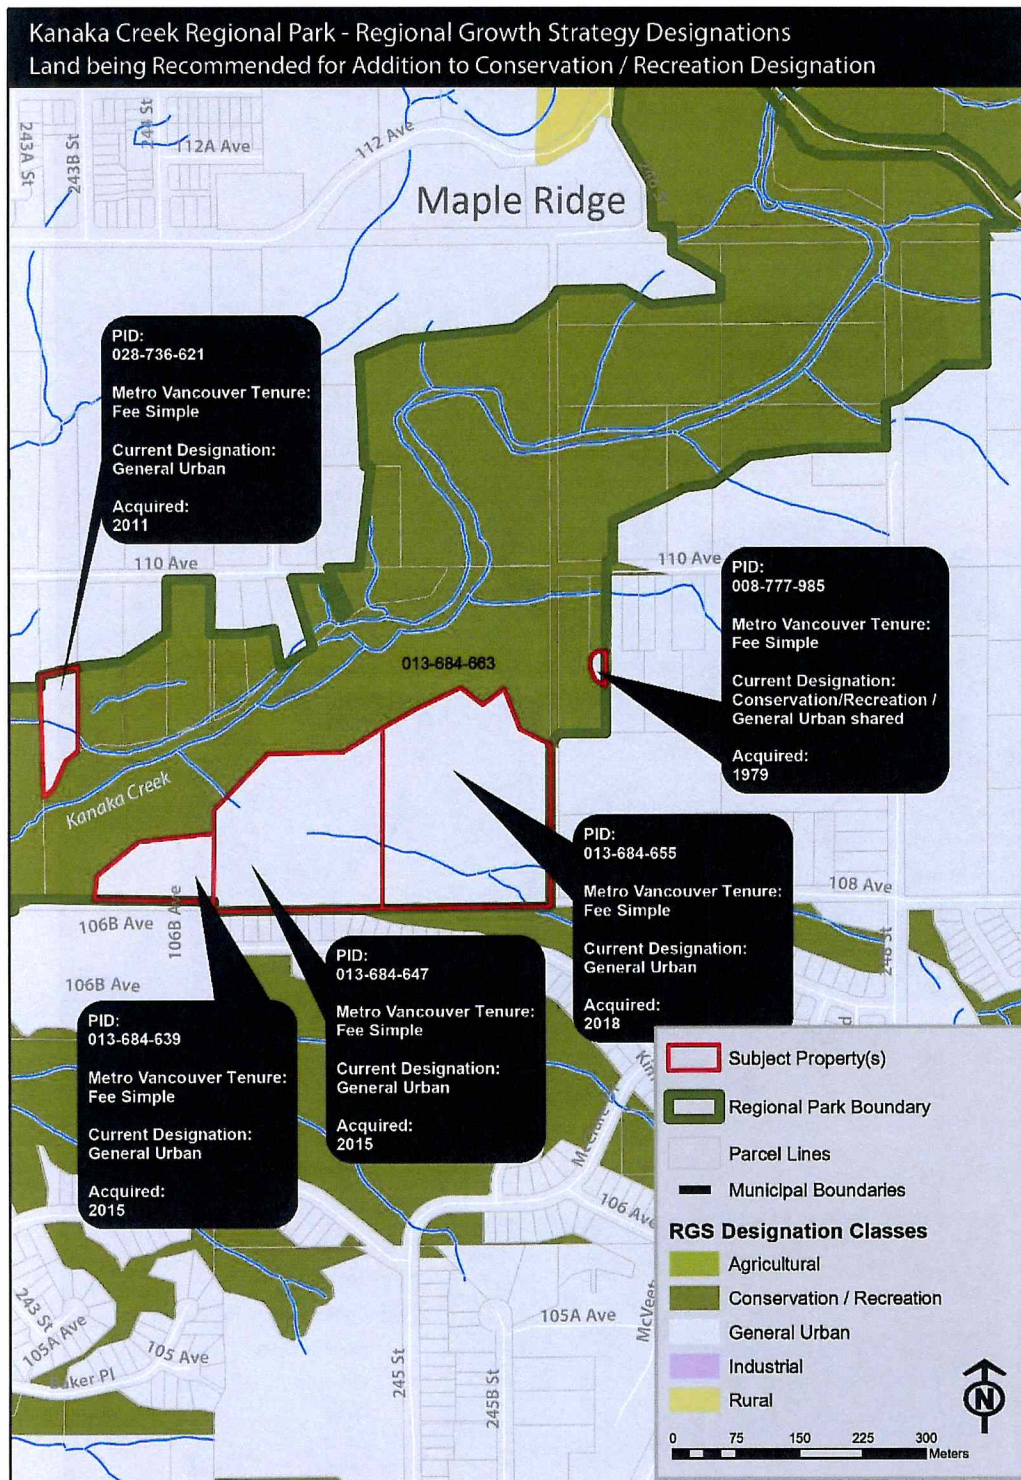 Kanaka Creek Regional Park - Regional Growth Strategy Designations
Land being Recommended for Addition to Conservation / Recreation Designation
243A St
243B St
244 St
112A Ave
112 Ave
Maple Ridge
PID:
028-736-621
Metro Vancouver Tenure:
Fee Simple
Current Designation:
General Urban
Acquired:
2011
110 Ave
110 Ave
PID:
008-777-985
Metro Vancouver Tenure:
Fee Simple
Current Designation:
Conservation/Recreation /
General Urban shared
Acquired:
1979
013-684-663
Kanaka Creek
PID:
013-684-655
Metro Vancouver Tenure:
Fee Simple
Current Designation:
General Urban
Acquired:
2018
108 Ave
248 St
106B Ave
106B Ave
106B Ave
PID:
013-684-647
Metro Vancouver Tenure:
Fee Simple
Current Designation:
General Urban
Acquired:
2015
PID:
013-684-639
Metro Vancouver Tenure:
Fee Simple
Current Designation:
General Urban
Acquired:
2015
106 Ave
243 St
105A Ave
105 Ave
Baker Pl
245 St
245B St
105A Ave
McVeet
Subject Property(s)
Regional Park Boundary
Parcel Lines
Municipal Boundaries
RGS Designation Classes
Agricultural
Conservation / Recreation
General Urban
Industrial
Rural
N
0 75 150 225 300
Meters